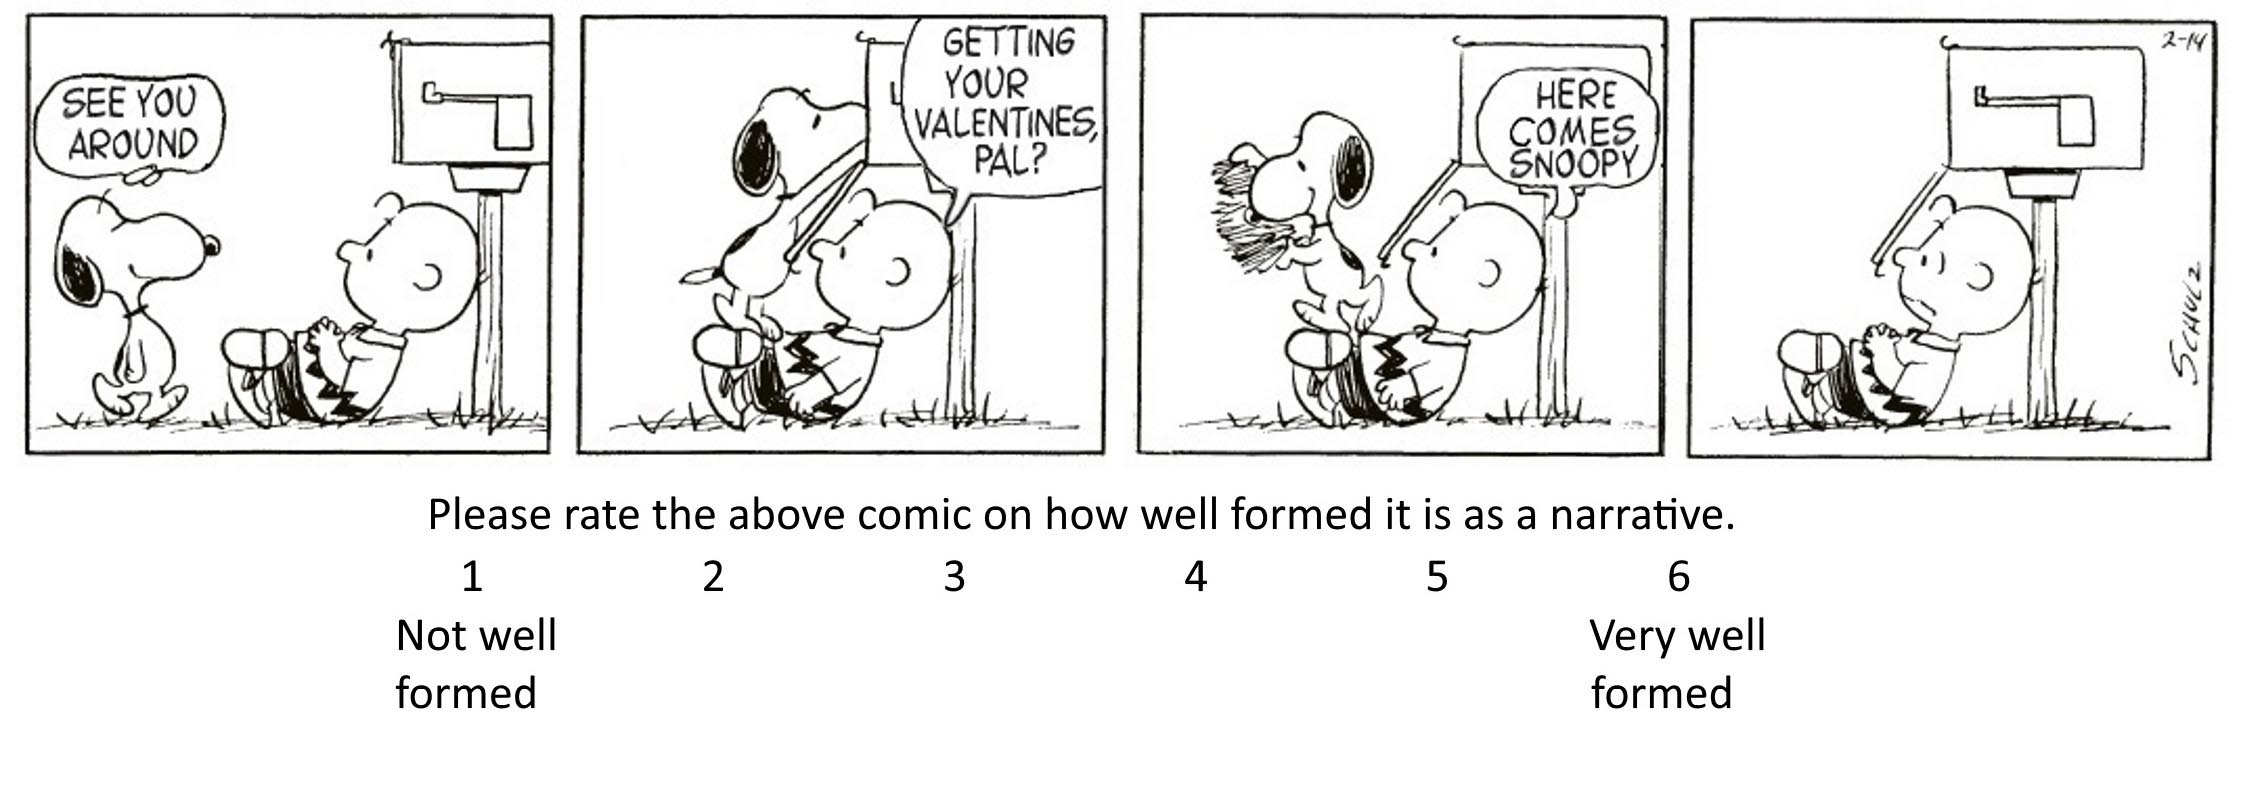 SEE YOU
AROUND
GETTING
YOUR
VALENTINES,
PAL?
HERE
COMES
SNOOPY
2-14
SCHULZ
Please rate the above comic on how well formed it is as a narrative.
1 2 3 4 5 6
Not well
formed
Very well
formed